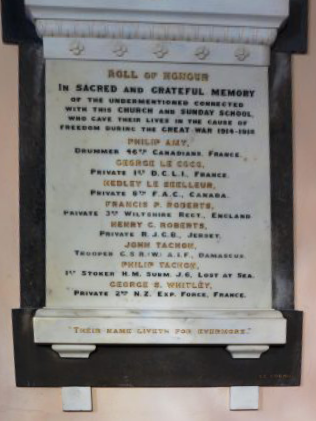 ROLL OF HONOUR
IN SACRED AND GRATEFUL MEMORY
OF THE UNDERMENTIONED CONNECTED
WITH THIS CHURCH AND SUNDAY SCHOOL,
WHO GAVE THEIR LIVES IN THE CAUSE OF
FREEDOM DURING THE GREAT WAR 1914-1918
PHILIP AMY,
DRUMMER 46TH CANADIANS, FRANCE.
GEORGE LE COCQ,
PRIVATE 1ST D.C.L.I., FRANCE.
HEDLEY LE SEELLEUR,
PRIVATE 8TH F.A.C., CANADA.
FRANCIS P. ROBERTS,
PRIVATE 3RD WILTSHIRE REGT., ENGLAND
HENRY C. ROBERTS,
PRIVATE R.J.G.B., JERSEY.
JOHN TACHON,
TROOPER A.I.F., DAMASCUS.
PHILIP TACHON,
1ST STOKER H.M. SUBM. J.6, LOST AT SEA.
GEORGE S. WHITLEY,
PRIVATE 2ND N.Z. EXP. FORCE, FRANCE.
"THEIR NAME LIVETH FOR EVERMORE."